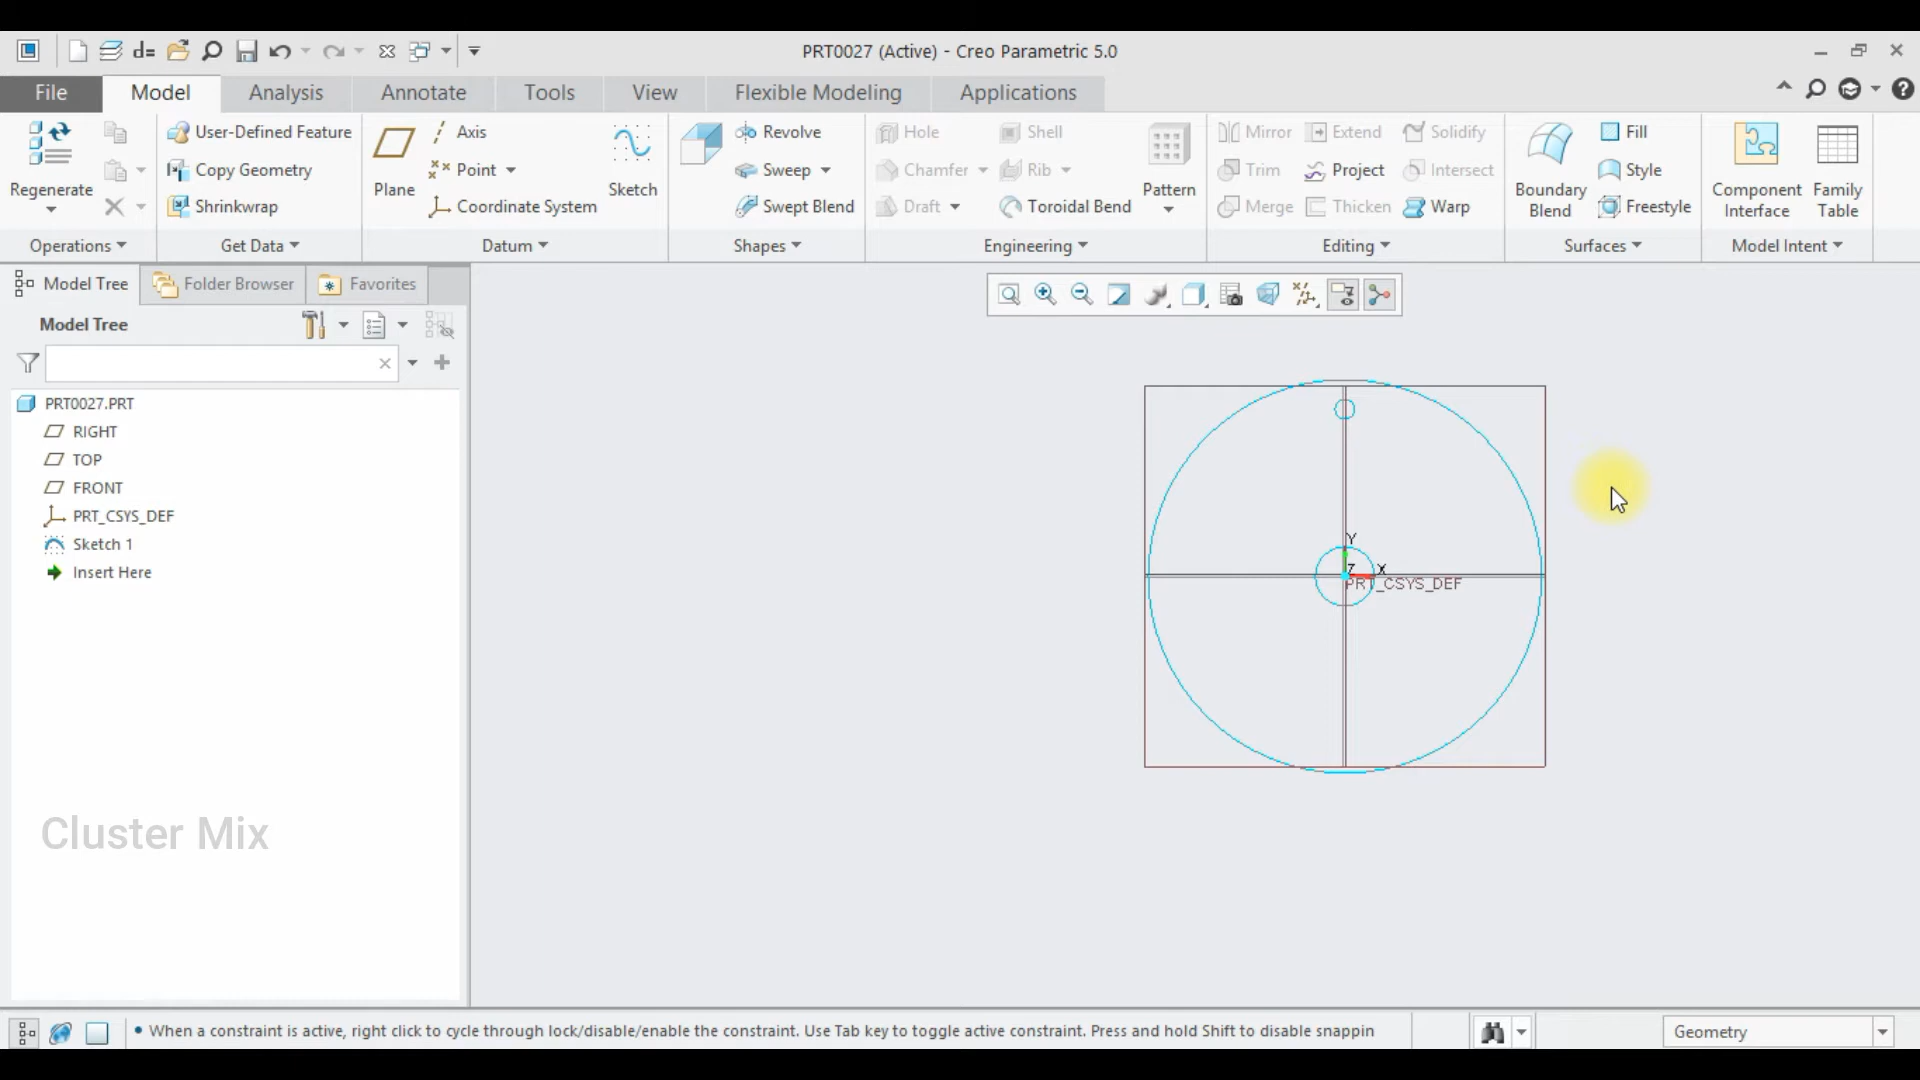 PRT0027 (Active) - Creo Parametric 5.0
File Model Analysis Annotate Tools View Flexible Modeling Applications
Regenerate
Operations
User-Defined Feature
Copy Geometry
Shrinkwrap
Get Data
Plane
Axis
Point
Coordinate System
Sketch
Datum
Revolve
Sweep
Swept Blend
Shapes
Hole
Chamfer
Draft
Shell
Rib
Toroidal Bend
Pattern
Engineering
Mirror
Trim
Merge
Extend
Project
Thicken
Solidify
Intersect
Warp
Editing
Boundary
Blend
Fill
Style
Freestyle
Surfaces
Component
Interface
Family
Table
Model Intent
Model Tree Folder Browser Favorites
Model Tree
PRT0027.PRT
RIGHT
TOP
FRONT
PRT_CSYS_DEF
Sketch 1
Insert Here
Cluster Mix
Y
Z X
PRT_CSYS_DEF
When a constraint is active, right click to cycle through lock/disable/enable the constraint. Use Tab key to toggle active constraint. Press and hold Shift to disable snappin
Geometry